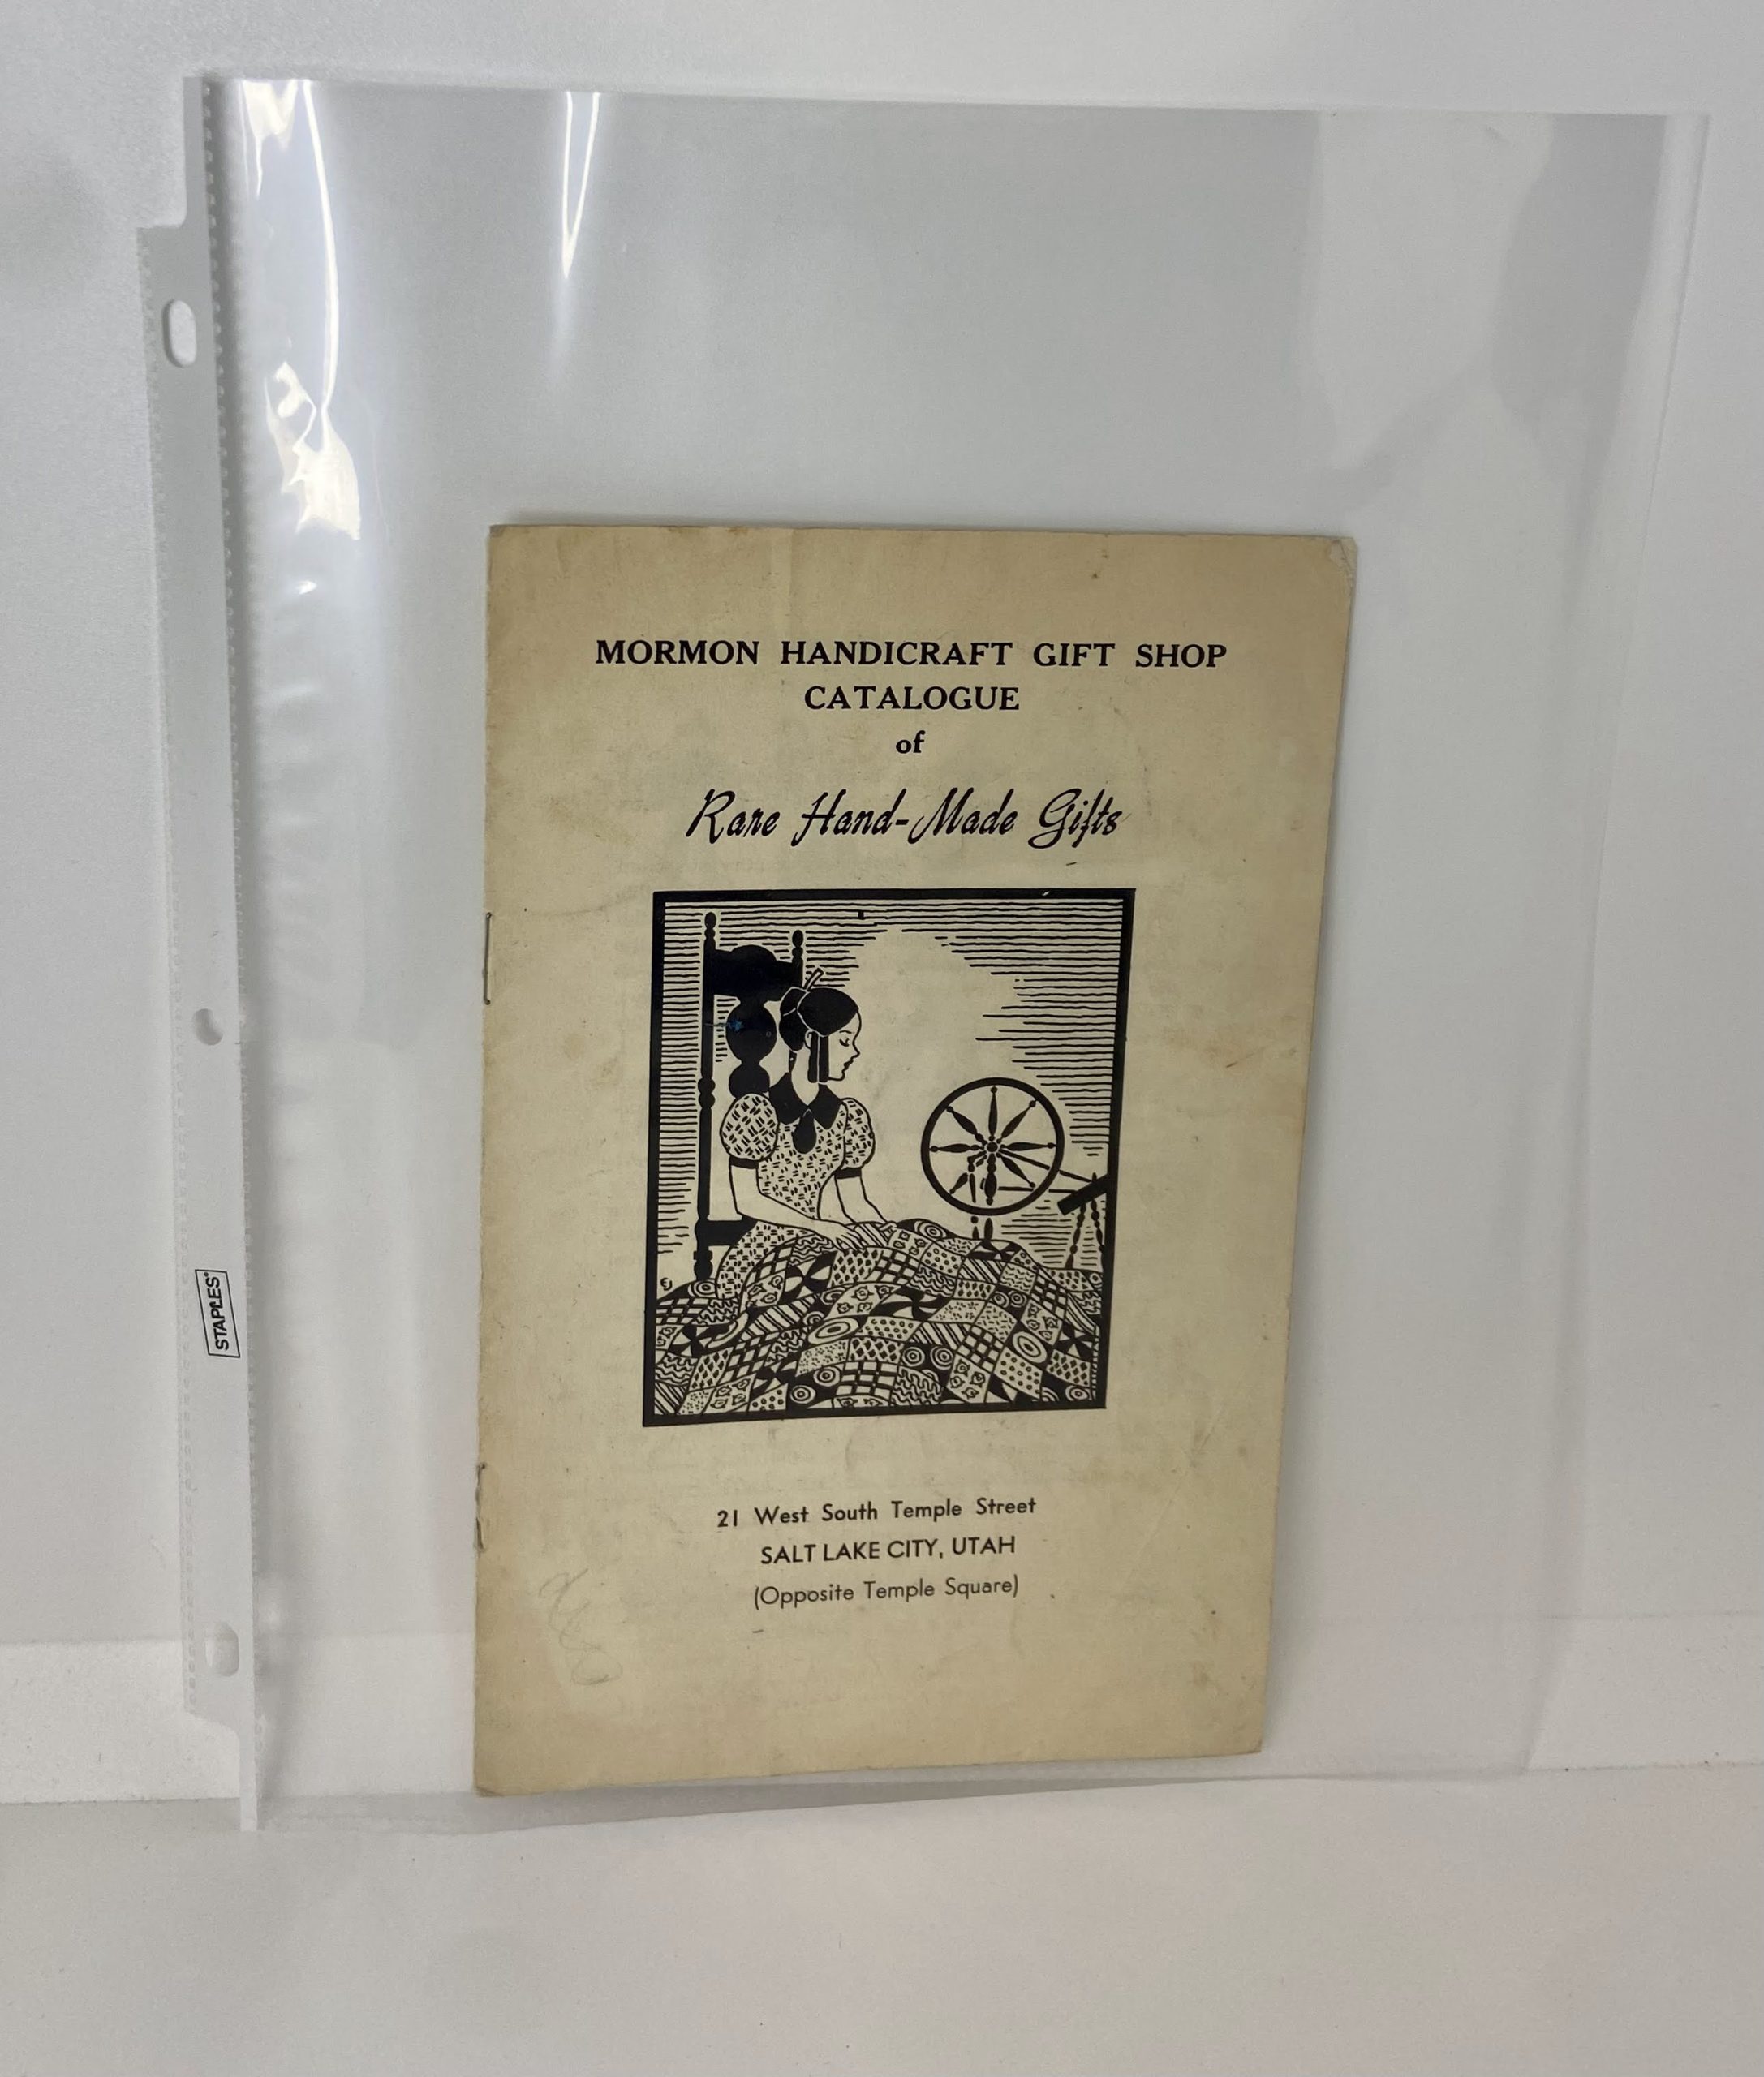 MORMON HANDICRAFT GIFT SHOP
CATALOGUE
of
Rare Hand-Made Gifts
21 West South Temple Street
SALT LAKE CITY, UTAH
(Opposite Temple Square)
STAPLES